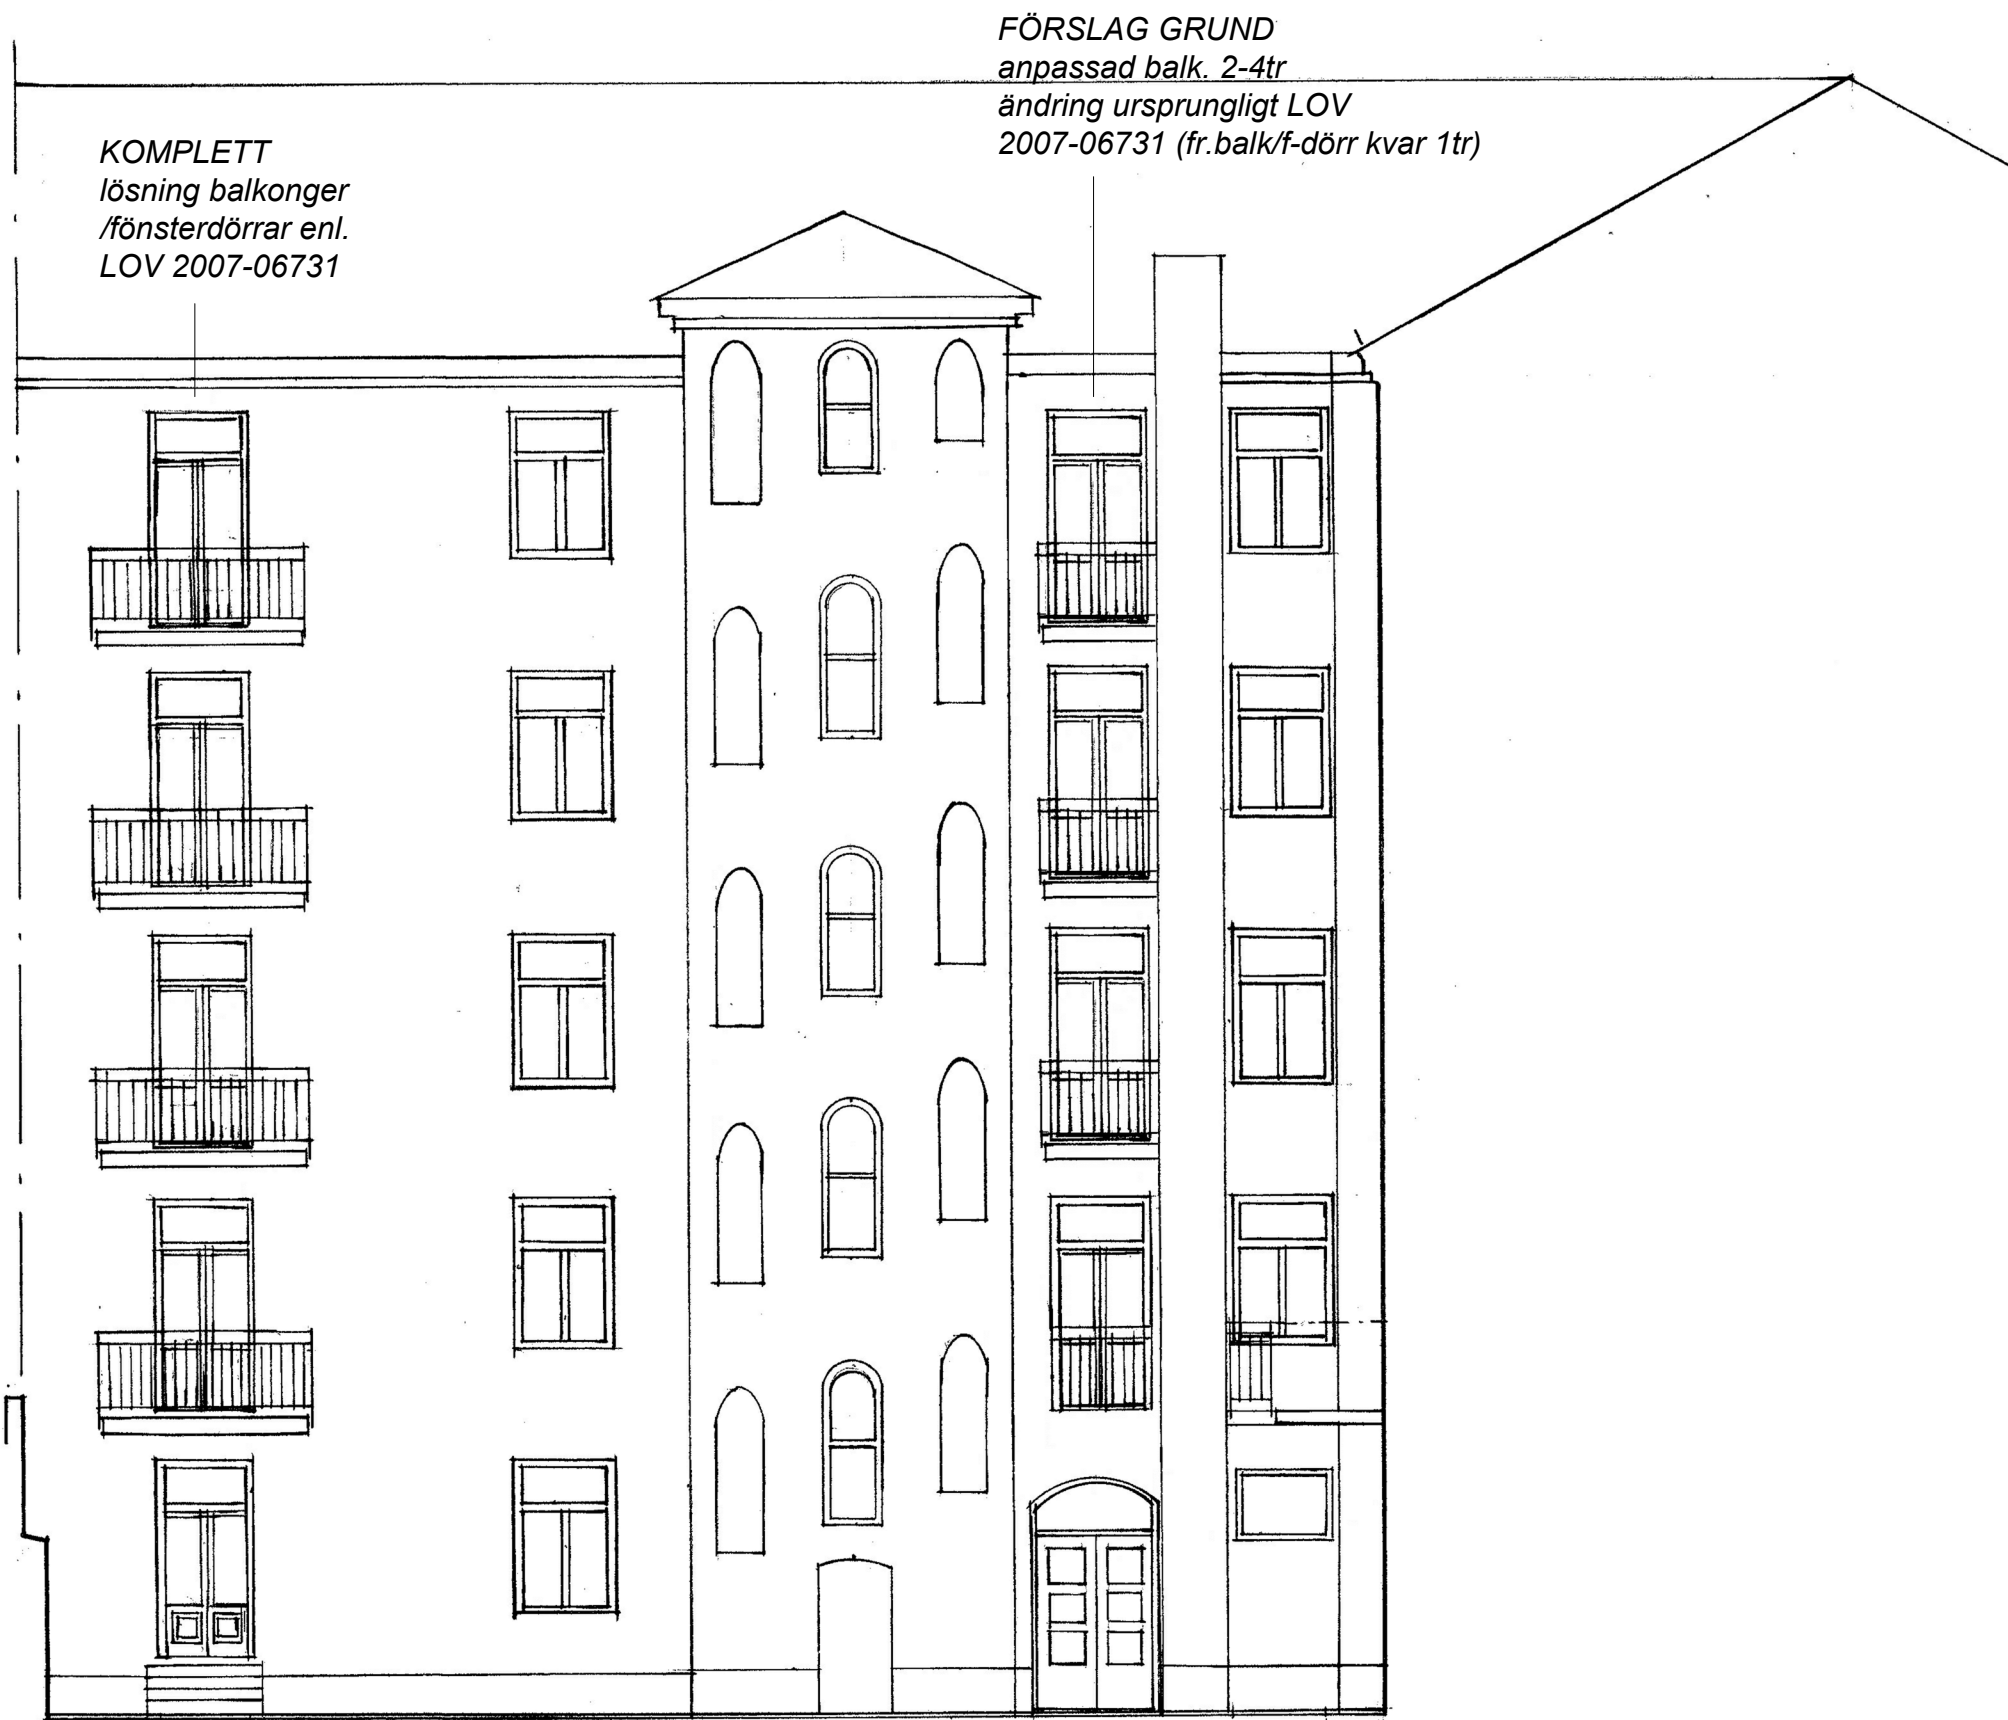 FÖRSLAG GRUND
anpassad balk. 2-4tr
ändring ursprungligt LOV
2007-06731 (fr.balk/f-dörr kvar 1tr)
KOMPLETT
lösning balkonger
/fönsterdörrar enl.
LOV 2007-06731